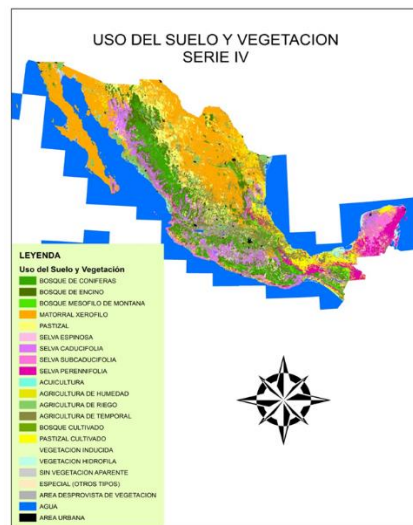 USO DEL SUELO Y VEGETACION
SERIE IV
LEYENDA
Uso del Suelo y Vegetación
BOSQUE DE CONIFERAS
BOSQUE DE ENCINO
BOSQUE MESOFILO DE MONTANA
MATORRAL XEROFILO
PASTIZAL
SELVA ESPINOSA
SELVA CADUCIFOLIA
SELVA SUBCADUCIFOLIA
SELVA PERENNIFOLIA
ACUICULTURA
AGRICULTURA DE HUMEDAD
AGRICULTURA DE RIEGO
AGRICULTURA DE TEMPORAL
BOSQUE CULTIVADO
PASTIZAL CULTIVADO
VEGETACION INDUCIDA
VEGETACION HIDROFILA
SIN VEGETACION APARENTE
ESPECIAL (OTROS TIPOS)
AREA DESPROVISTA DE VEGETACION
AGUA
AREA URBANA